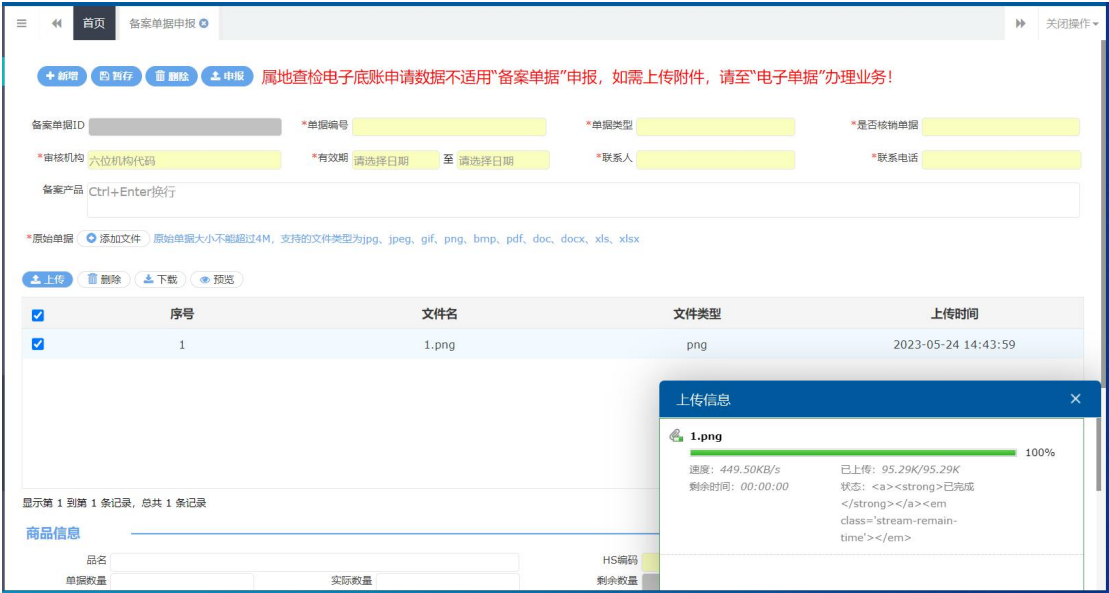 首页 备案单据申报 关闭操作
新增 暂存 删除 申报 属地查检电子底账申请数据不适用“备案单据”申报，如需上传附件，请至“电子单据”办理业务！
备案单据ID *单据编号 *单据类型 *是否核销单据
*审核机构 六位机构代码 *有效期 请选择日期 至 请选择日期 *联系人 *联系电话
备案产品 Ctrl+Enter换行
*原始单据 添加文件 原始单据大小不能超过4M，支持的文件类型为jpg、jpeg、gif、png、bmp、pdf、doc、docx、xls、xlsx
上传 删除 下载 预览
序号 文件名 文件类型 上传时间
1 1.png png 2023-05-24 14:43:59
上传信息
1.png
100%
速度：449.50KB/s 已上传：95.29K/95.29K
剩余时间：00:00:00 状态：<a><strong>已完成
</strong></a><em
class='stream-remain-
time'></em>
显示第 1 到第 1 条记录，总共 1 条记录
商品信息
品名 HS编码
单据数量 实际数量 剩余数量